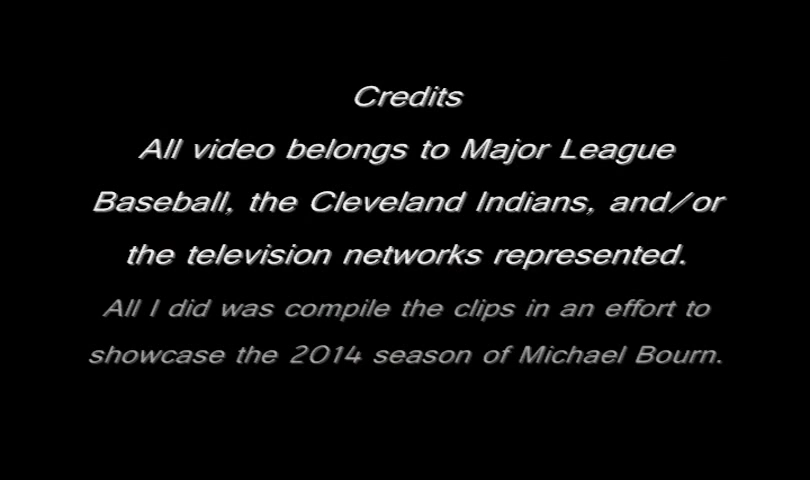 Credits
All video belongs to Major League
Baseball, the Cleveland Indians, and/or
the television networks represented.
All I did was compile the clips in an effort to
showcase the 2014 season of Michael Bourn.